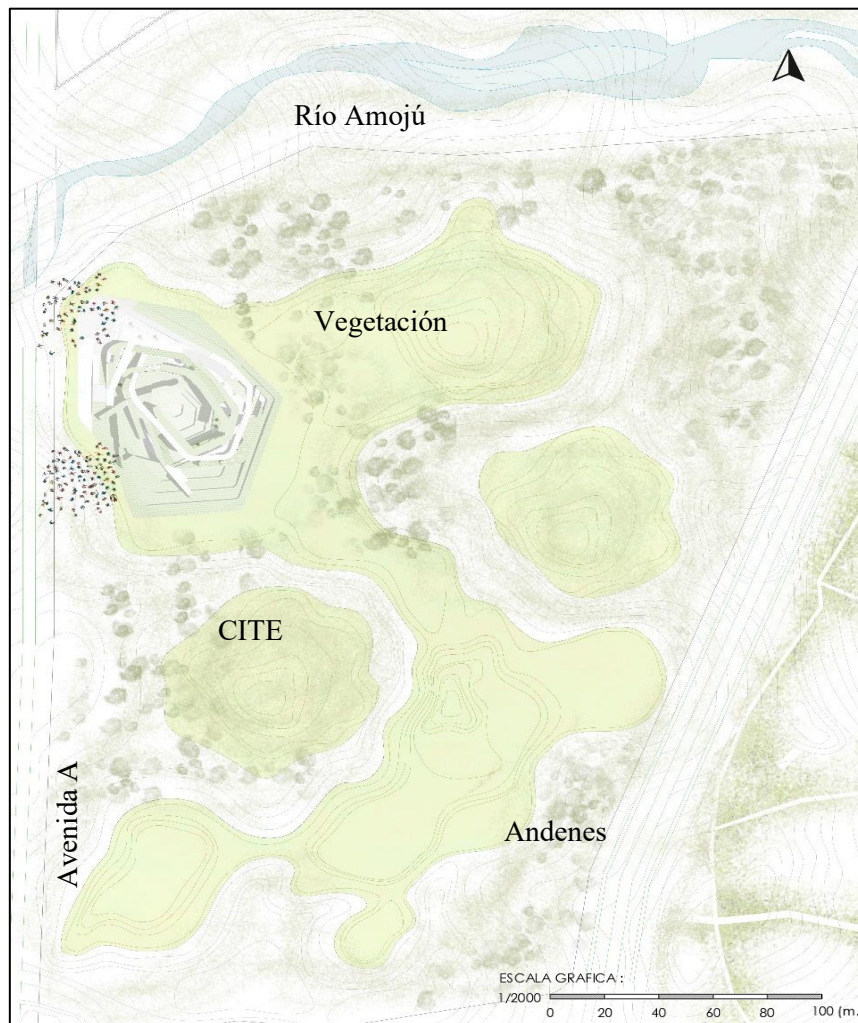 Río Amojú
Vegetación
CITE
Avenida A
Andenes
ESCALA GRAFICA :
1/2000
0 20 40 60 80 100 (m.